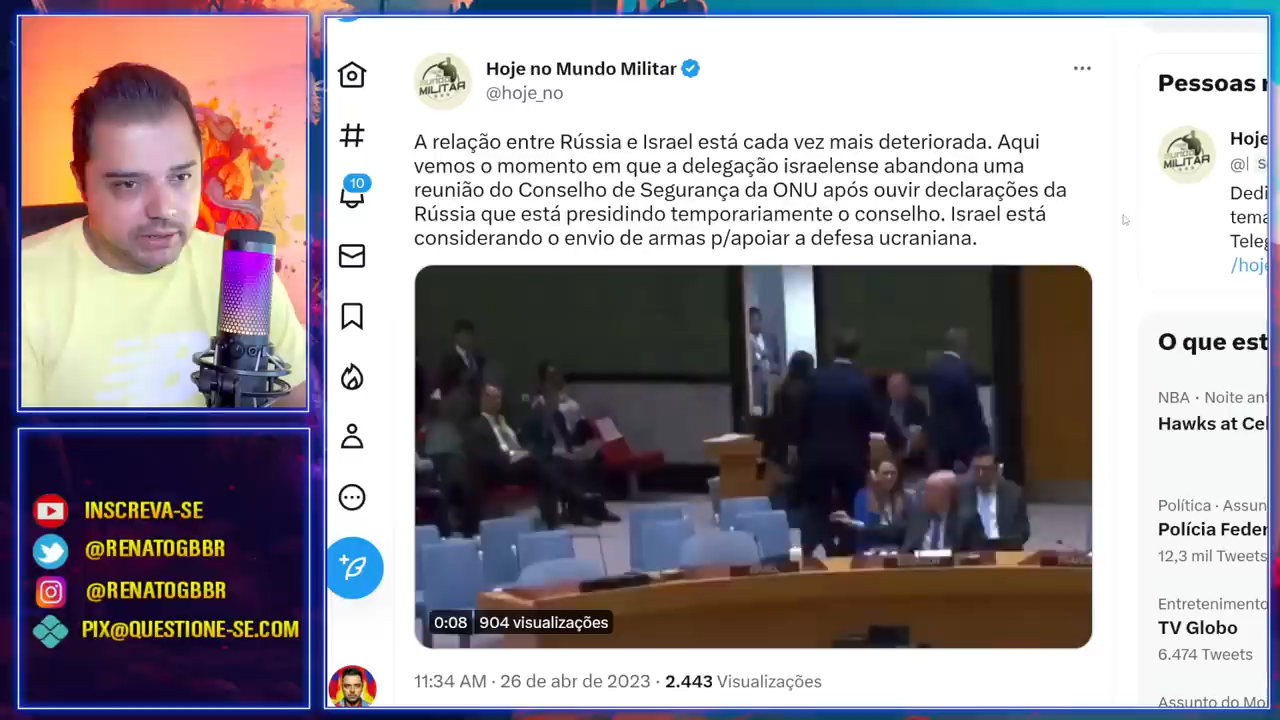 INSCREVA-SE
@RENATOGBBR
@RENATOGBBR
PIX@QUESTIONE-SE.COM
10
MUNDO
MILITAR
Hoje no Mundo Militar
@hoje_no
A relação entre Rússia e Israel está cada vez mais deteriorada. Aqui
vemos o momento em que a delegação israelense abandona uma
reunião do Conselho de Segurança da ONU após ouvir declarações da
Rússia que está presidindo temporariamente o conselho. Israel está
considerando o envio de armas p/apoiar a defesa ucraniana.
0:08 904 visualizações
11:34 AM · 26 de abr de 2023 · 2.443 Visualizações
Pessoas
MUNDO
MILITAR
Hoje
@
Dedi
tema
Teleg
/hoje
O que est
NBA · Noite ant
Hawks at Cel
Política · Assun
Polícia Feder
12,3 mil Tweets
Entretenimento
TV Globo
6.474 Tweets
Assunto do Mo